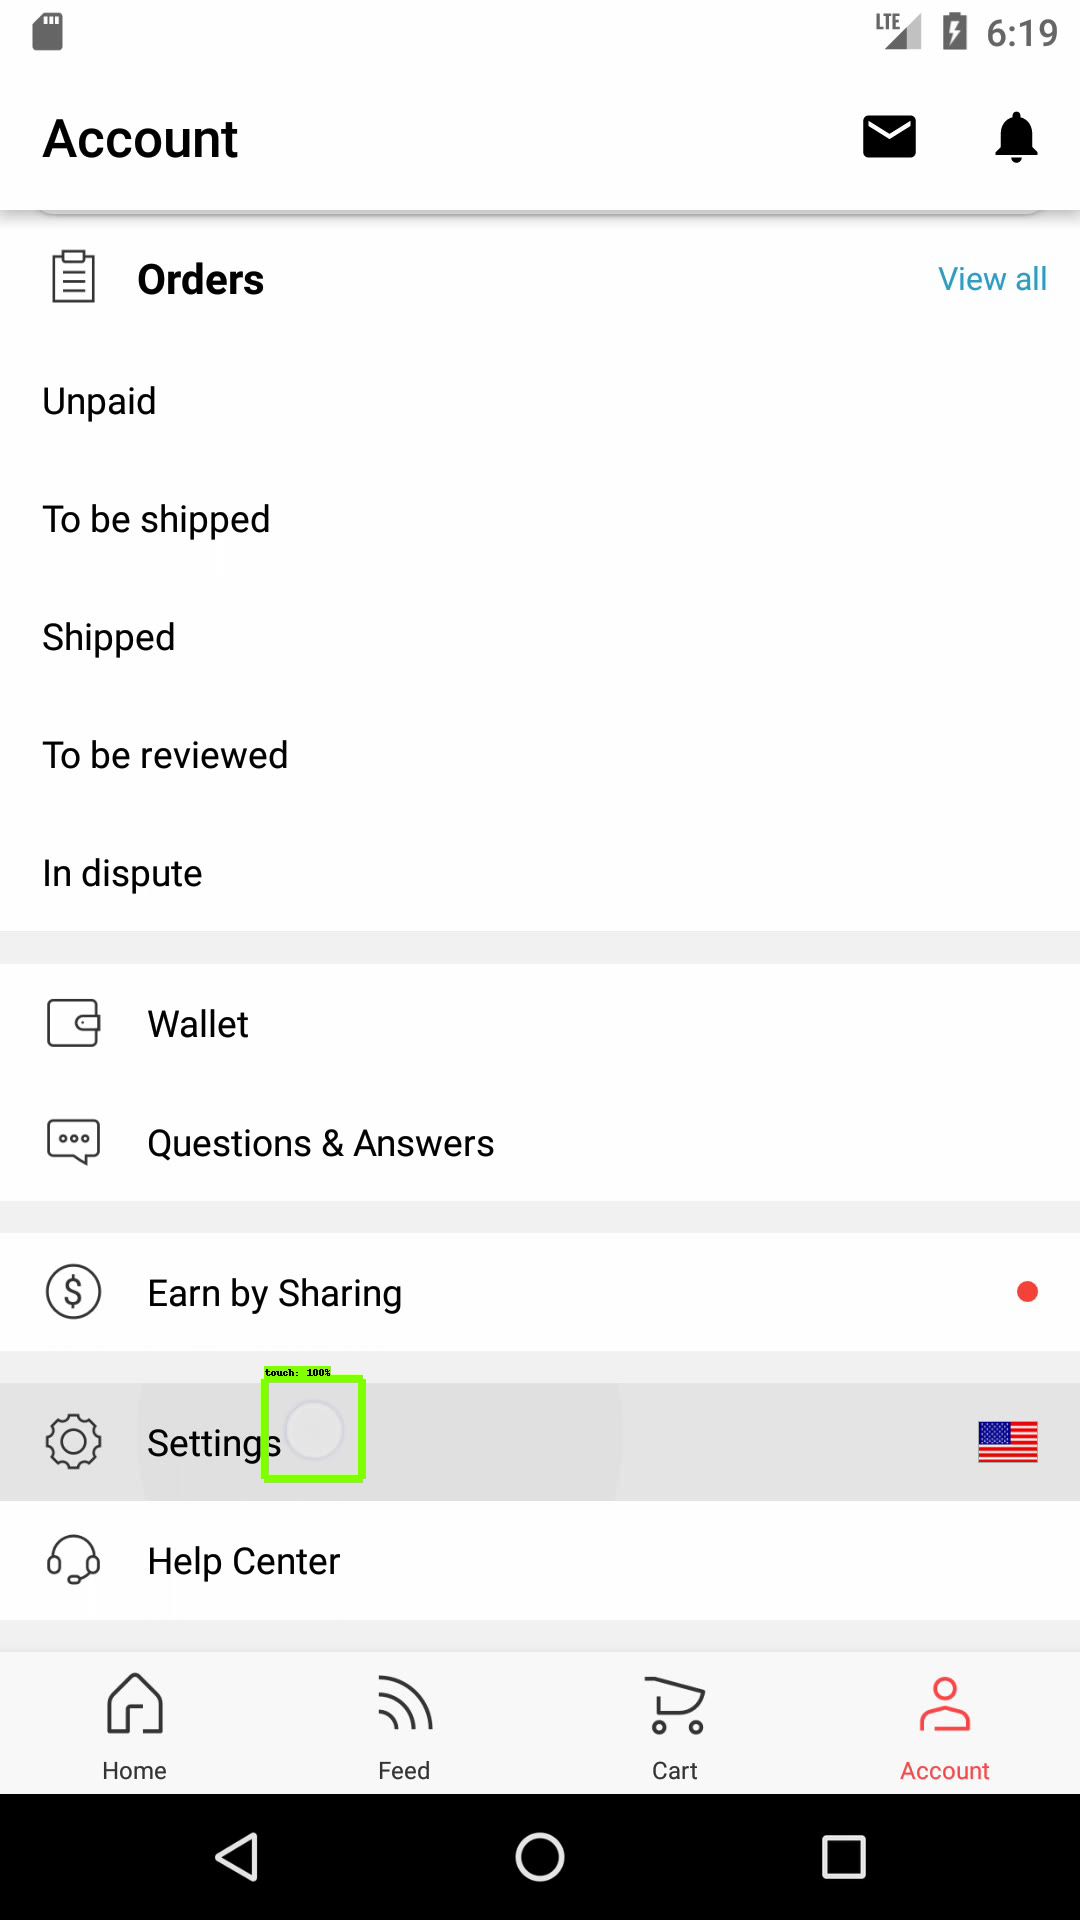 LTE 6:19
Account
Orders View all
Unpaid
To be shipped
Shipped
To be reviewed
In dispute
Wallet
Questions & Answers
$ Earn by Sharing
touch: 100%
Settings
Help Center
Home Feed Cart Account